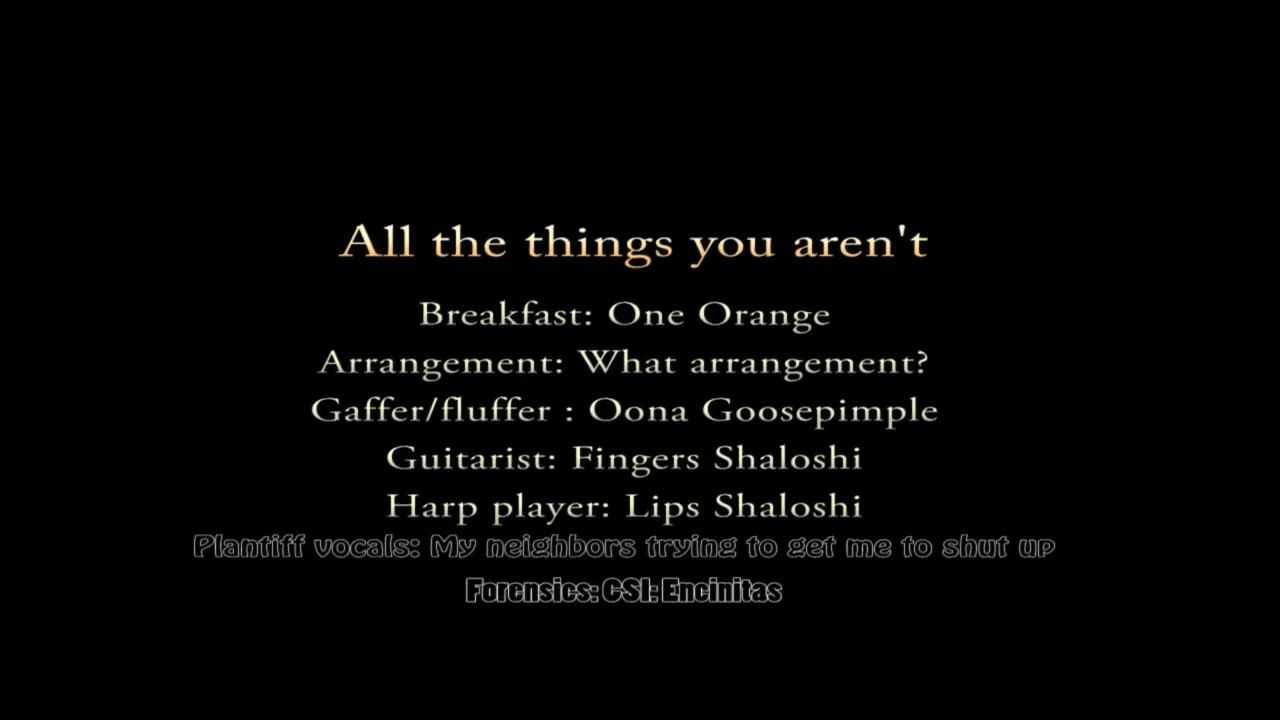 All the things you aren't
Breakfast: One Orange
Arrangement: What arrangement?
Gaffer/fluffer : Oona Goosepimple
Guitarist: Fingers Shaloshi
Harp player: Lips Shaloshi
Plantiff vocals: My neighbors trying to get me to shut up
Forensics: CSI: Encinitas